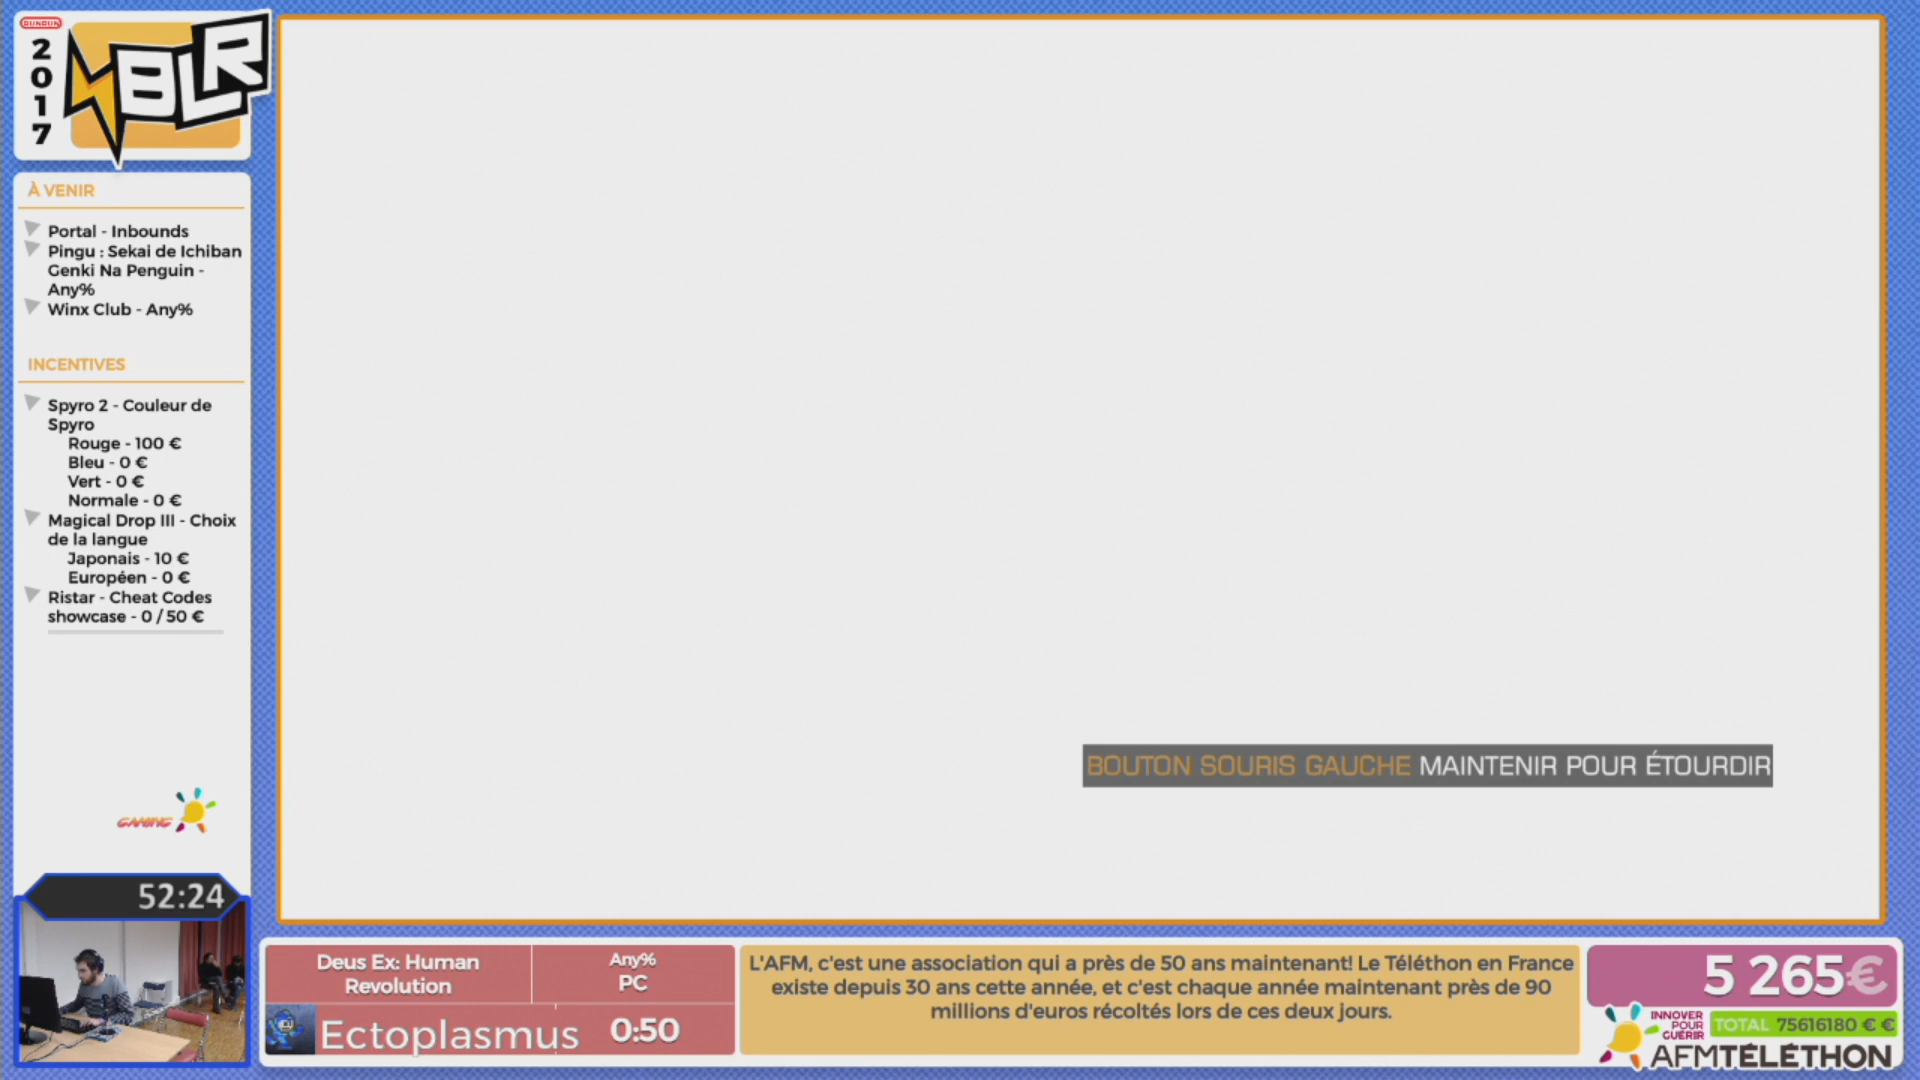 RUNRUN
2017
BLR
À VENIR
Portal - Inbounds
Pingu : Sekai de Ichiban
Genki Na Penguin -
Any%
Winx Club - Any%
INCENTIVES
Spyro 2 - Couleur de
Spyro
Rouge - 100 €
Bleu - 0 €
Vert - 0 €
Normale - 0 €
Magical Drop III - Choix
de la langue
Japonais - 10 €
Européen - 0 €
Ristar - Cheat Codes
showcase - 0 / 50 €
GAMING
52:24
BOUTON SOURIS GAUCHE MAINTENIR POUR ÉTOURDIR
Deus Ex: Human
Revolution
Any%
PC
Ectoplasmus
0:50
L'AFM, c'est une association qui a près de 50 ans maintenant! Le Téléthon en France
existe depuis 30 ans cette année, et c'est chaque année maintenant près de 90
millions d'euros récoltés lors de ces deux jours.
5 265€
INNOVER
POUR
GUÉRIR
TOTAL 75616180 € €
AFMTÉLÉTHON